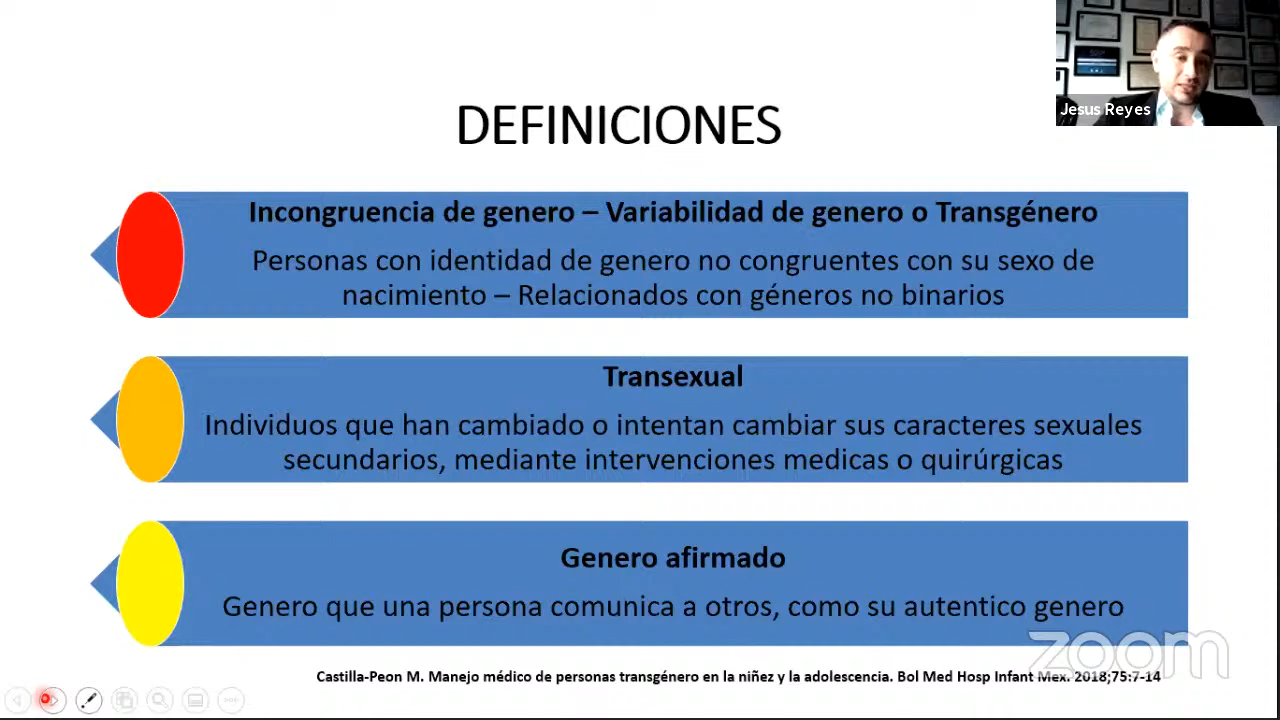 Jesus Reyes
DEFINICIONES
Incongruencia de genero – Variabilidad de genero o Transgénero
Personas con identidad de genero no congruentes con su sexo de
nacimiento – Relacionados con géneros no binarios
Transexual
Individuos que han cambiado o intentan cambiar sus caracteres sexuales
secundarios, mediante intervenciones medicas o quirúrgicas
Genero afirmado
Genero que una persona comunica a otros, como su autentico genero
zoom
Castilla-Peon M. Manejo médico de personas transgénero en la niñez y la adolescencia. Bol Med Hosp Infant Mex. 2018;75:7-14